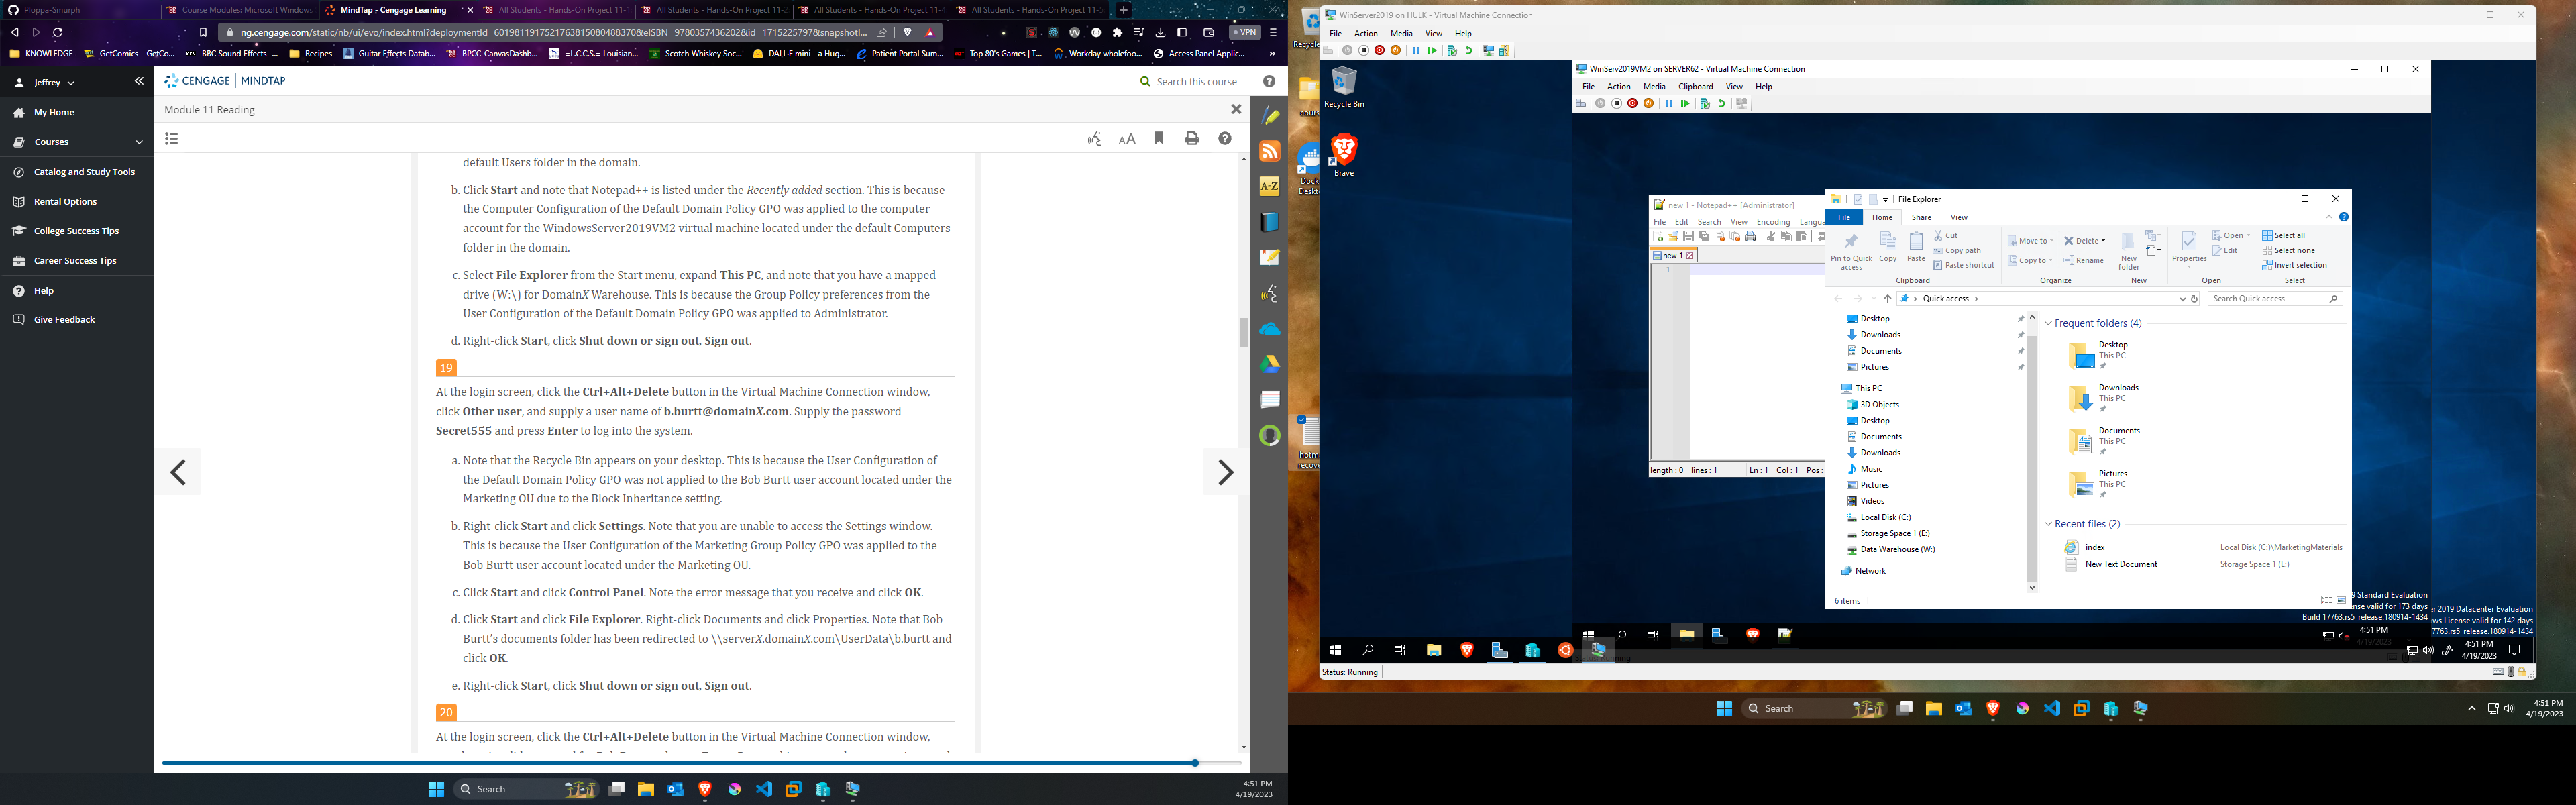 Ploppa-Smurph
Course Modules: Microsoft Windows
MindTap - Cengage Learning
All Students - Hands-On Project 11-1
All Students - Hands-On Project 11-2
All Students - Hands-On Project 11-4
All Students - Hands-On Project 11-5
KNOWLEDGE
GetComics – GetCo...
BBC Sound Effects -...
Recipes
Guitar Effects Datab...
BPCC-CanvasDashb...
=L.C.C.S.= Louisian...
Scotch Whiskey Soc...
DALL·E mini - a Hug...
Patient Portal Sum...
Top 80's Games | T...
Workday wholefoo...
Access Panel Applic...
VPN
Jeffrey
My Home
Courses
Catalog and Study Tools
Rental Options
College Success Tips
Career Success Tips
Help
Give Feedback
CENGAGE | MINDTAP
Search this course
Module 11 Reading
default Users folder in the domain.
b. Click Start and note that Notepad++ is listed under the Recently added section. This is because
the Computer Configuration of the Default Domain Policy GPO was applied to the computer
account for the WindowsServer2019VM2 virtual machine located under the default Computers
folder in the domain.
c. Select File Explorer from the Start menu, expand This PC, and note that you have a mapped
drive (W:\) for DomainX Warehouse. This is because the Group Policy preferences from the
User Configuration of the Default Domain Policy GPO was applied to Administrator.
d. Right-click Start, click Shut down or sign out, Sign out.
19
At the login screen, click the Ctrl+Alt+Delete button in the Virtual Machine Connection window,
click Other user, and supply a user name of b.burtt@domainX.com. Supply the password
Secret555 and press Enter to log into the system.
a. Note that the Recycle Bin appears on your desktop. This is because the User Configuration of
the Default Domain Policy GPO was not applied to the Bob Burtt user account located under the
Marketing OU due to the Block Inheritance setting.
b. Right-click Start and click Settings. Note that you are unable to access the Settings window.
This is because the User Configuration of the Marketing Group Policy GPO was applied to the
Bob Burtt user account located under the Marketing OU.
c. Click Start and click Control Panel. Note the error message that you receive and click OK.
d. Click Start and click File Explorer. Right-click Documents and click Properties. Note that Bob
Burtt's documents folder has been redirected to \\serverX.domainX.com\UserData\b.burtt and
click OK.
e. Right-click Start, click Shut down or sign out, Sign out.
20
At the login screen, click the Ctrl+Alt+Delete button in the Virtual Machine Connection window,
A-Z
Search
4:51 PM
4/19/2023
WinServer2019 on HULK - Virtual Machine Connection
File Action Media View Help
Recycle Bin
Brave
WinServ2019VM2 on SERVER62 - Virtual Machine Connection
File Action Media Clipboard View Help
new 1 - Notepad++ [Administrator]
File Edit Search View Encoding Langu
new 1
1
length : 0 lines : 1
Ln : 1 Col : 1 Pos :
File Explorer
File Home Share View
Pin to Quick access
Copy
Paste
Cut
Copy path
Paste shortcut
Clipboard
Move to
Copy to
Delete
Rename
Organize
New folder
New
Properties
Open
Edit
Open
Select all
Select none
Invert selection
Select
Quick access
Search Quick access
Desktop
Downloads
Documents
Pictures
This PC
3D Objects
Desktop
Documents
Downloads
Music
Pictures
Videos
Local Disk (C:)
Storage Space 1 (E:)
Data Warehouse (W:)
Network
6 items
Frequent folders (4)
Desktop
This PC
Downloads
This PC
Documents
This PC
Pictures
This PC
Recent files (2)
index
Local Disk (C:)\MarketingMaterials
New Text Document
Storage Space 1 (E:)
9 Standard Evaluation
nse valid for 173 days
Build 17763.rs5_release.180914-1434
er 2019 Datacenter Evaluation
ws License valid for 142 days
7763.rs5_release.180914-1434
4:51 PM
4/19/2023
4:51 PM
4/19/2023
Status: Running
Search
4:51 PM
4/19/2023